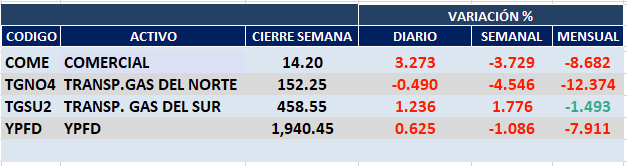 VARIACIÓN %
CODIGO ACTIVO CIERRE SEMANA DIARIO SEMANAL MENSUAL
COME COMERCIAL 14.20 3.273 -3.729 -8.682
TGNO4 TRANSP.GAS DEL NORTE 152.25 -0.490 -4.546 -12.374
TGSU2 TRANSP. GAS DEL SUR 458.55 1.236 1.776 -1.493
YPFD YPFD 1,940.45 0.625 -1.086 -7.911